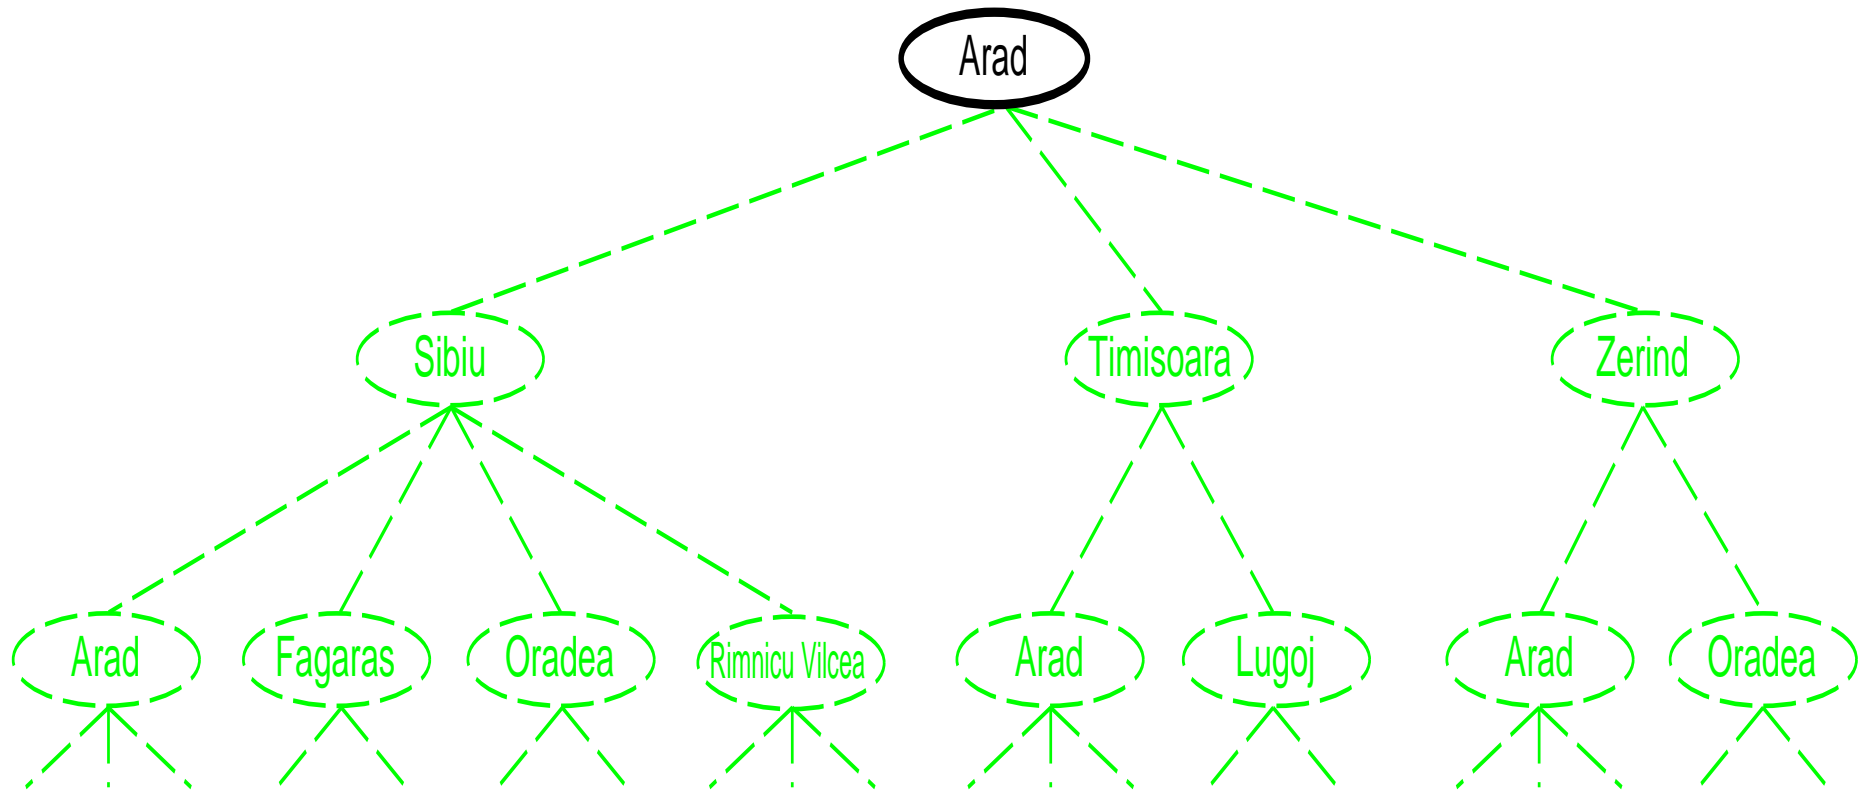 Arad
Sibiu
Timisoara
Zerind
Arad
Fagaras
Oradea
Rimnicu Vilcea
Arad
Lugoj
Arad
Oradea